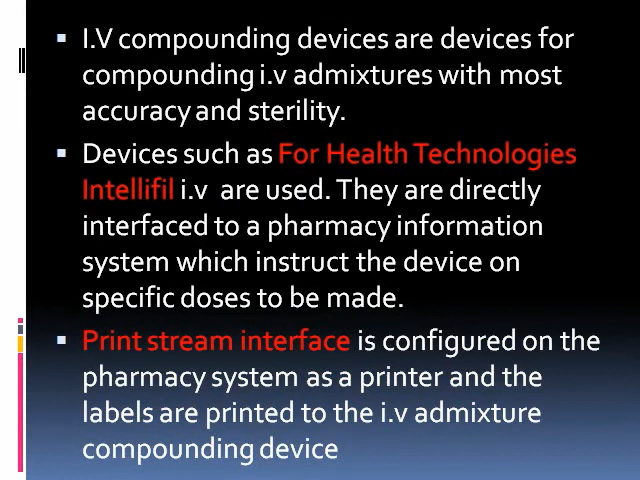 ▪ I.V compounding devices are devices for
compounding i.v admixtures with most
accuracy and sterility.
▪ Devices such as For Health Technologies
Intellifil i.v are used. They are directly
interfaced to a pharmacy information
system which instruct the device on
specific doses to be made.
▪ Print stream interface is configured on the
pharmacy system as a printer and the
labels are printed to the i.v admixture
compounding device